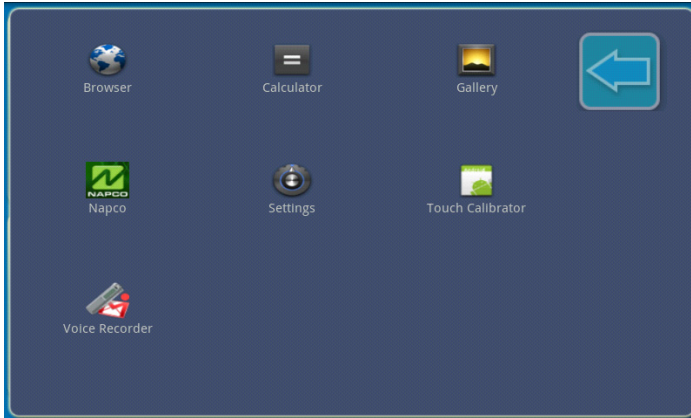 Browser
Calculator
Gallery
NAPCO
Napco
Settings
Touch Calibrator
Voice Recorder